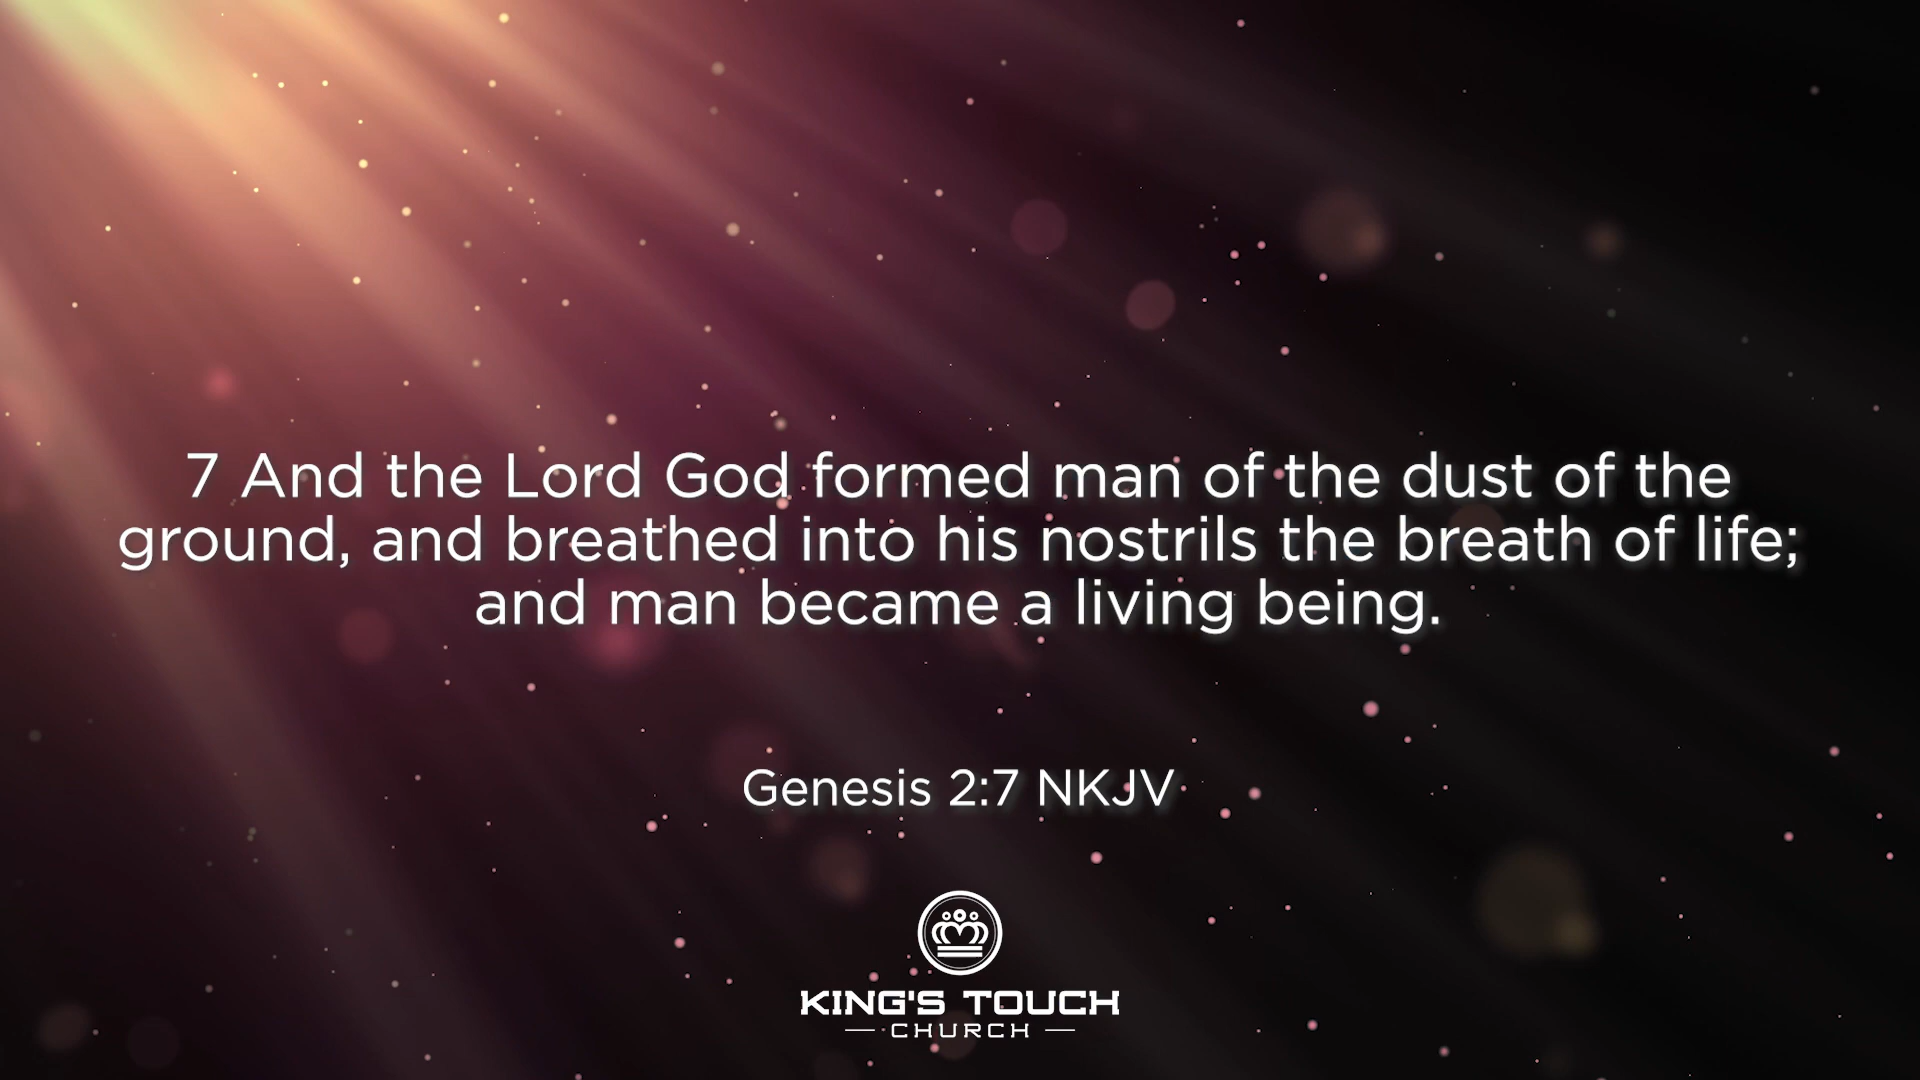 7 And the Lord God formed man of the dust of the
ground, and breathed into his nostrils the breath of life;
and man became a living being.
Genesis 2:7 NKJV
KING'S TOUCH
CHURCH